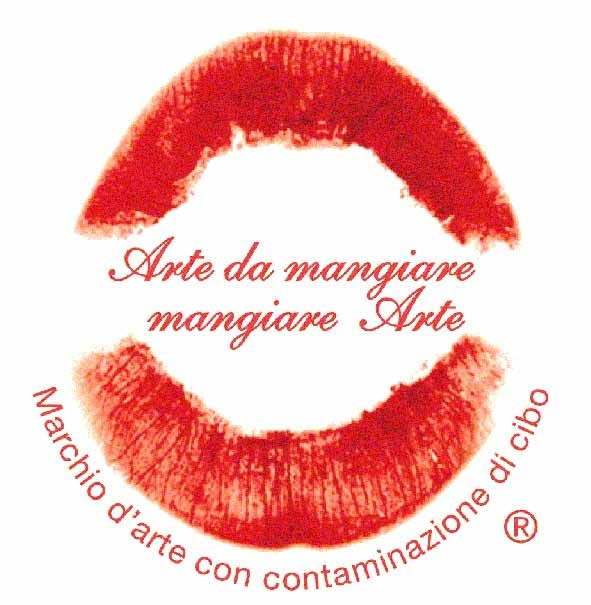 Arte da mangiare
mangiare Arte
Marchio d'arte con contaminazione di cibo
®